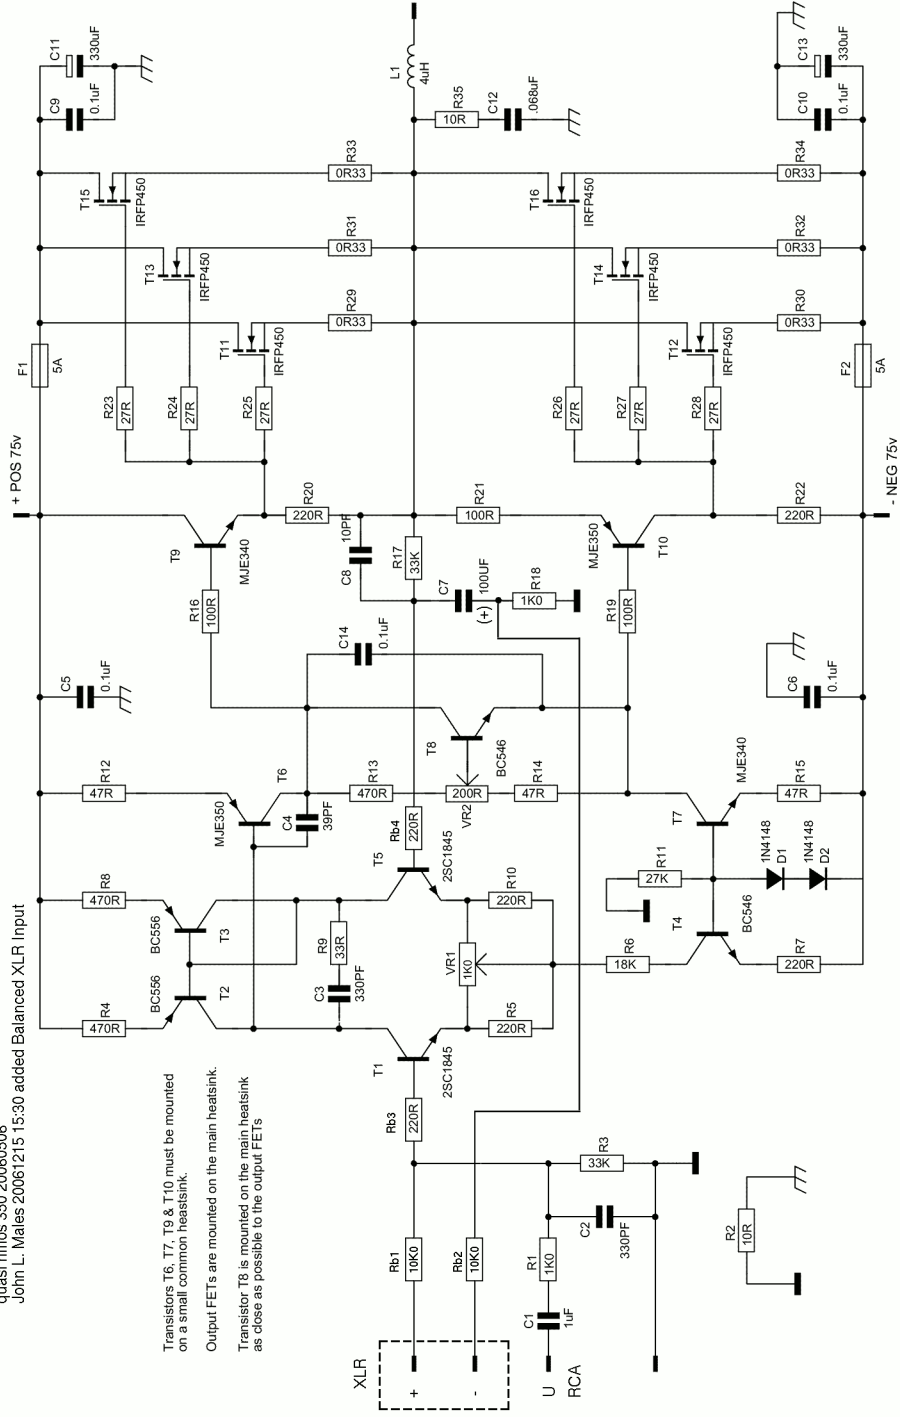 quasi nmos 350 20060506
John L. Males 20061215 15:30 added Balanced XLR Input
Transistors T6, T7, T9 & T10 must be mounted
on a small common heastsink.
Output FETs are mounted on the main heatsink.
Transistor T8 is mounted on the main heatsink
as close as possible to the output FETs
+ POS 75v
F1
5A
C11
330uF
C9
0.1uF
C5
0.1uF
R4
470R
R8
470R
R12
47R
BC556
T2
BC556
T3
MJE350
T6
T9
MJE340
R16
100R
R20
220R
R23
27R
R24
27R
R25
27R
T15
IRFP450
T13
IRFP450
T11
IRFP450
R33
0R33
R31
0R33
R29
0R33
C3
330PF
R9
33R
C4
39PF
R13
470R
C14
0.1uF
C8
10PF
R17
33K
L1
4uH
R35
10R
C12
.068uF
XLR
+
-
Rb1
10K0
Rb2
10K0
Rb3
220R
T1
2SC1845
T5
2SC1845
Rb4
220R
VR1
1K0
R5
220R
R10
220R
VR2
200R
T8
BC546
R14
47R
C7
100UF
(+)
R18
1K0
R21
100R
MJE350
T10
R19
100R
R22
220R
R26
27R
R27
27R
R28
27R
T16
IRFP450
T14
IRFP450
T12
IRFP450
R34
0R33
R32
0R33
R30
0R33
U
RCA
C1
1uF
R1
1K0
C2
330PF
R3
33K
R2
10R
R6
18K
R11
27K
T4
BC546
T7
MJE340
R7
220R
R15
47R
1N4148
D1
1N4148
D2
C6
0.1uF
F2
5A
- NEG 75v
C13
330uF
C10
0.1uF